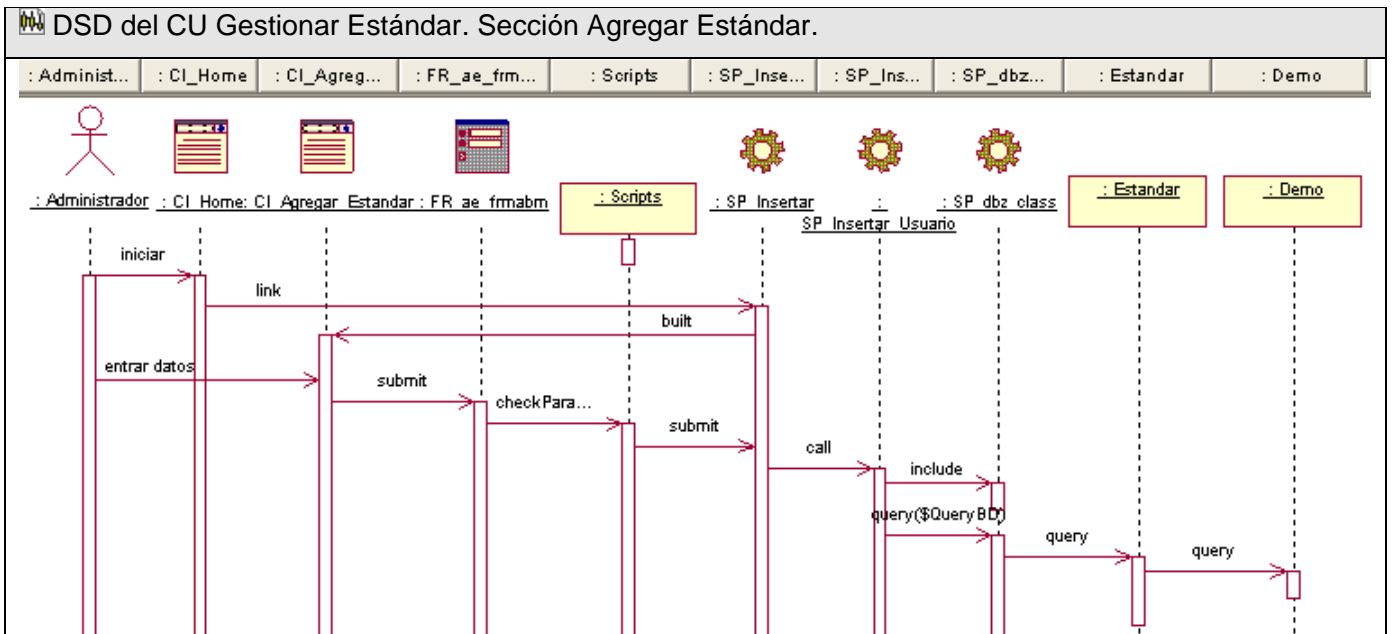 DSD del CU Gestionar Estándar. Sección Agregar Estándar.
: Administ... : CI_Home : CI_Agreg... : FR_ae_frm... : Scripts : SP_Inse... : SP_Ins... : SP_dbz... : Estandar : Demo
: Administrador : CI_Home : CI_Agregar_Estandar : FR_ae_frmabm : Scripts : SP_Insertar : SP_Insertar_Usuario : SP_dbz_class : Estandar : Demo
iniciar
link
built
entrar datos
submit
checkPara...
submit
call
include
query($QueryBD)
query
query